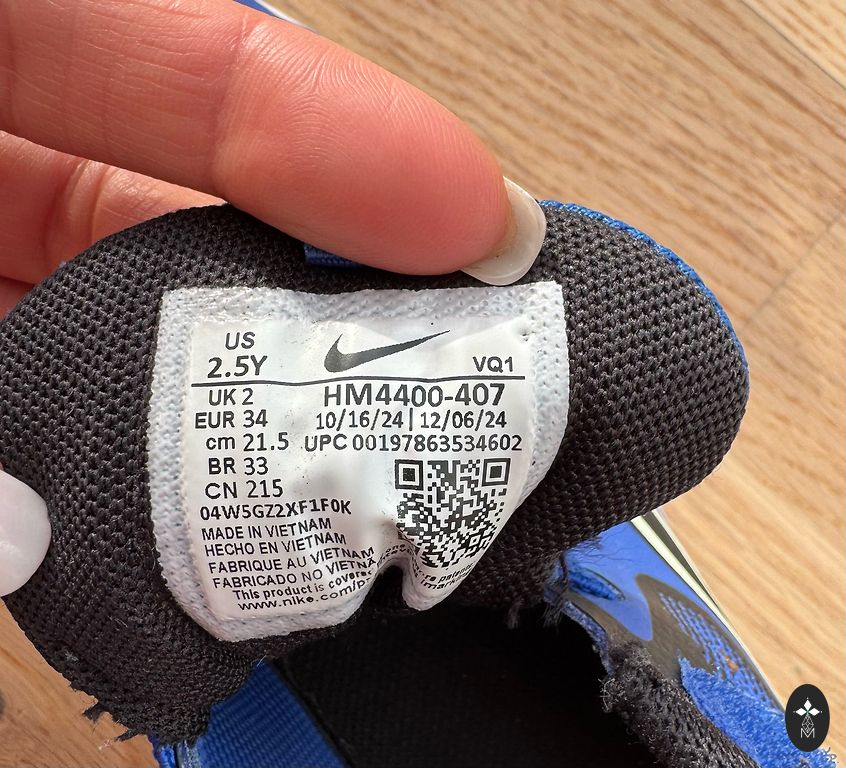 US
2.5Y
VQ1
UK 2 HM4400-407
EUR 34 10/16/24 | 12/06/24
cm 21.5 UPC 00197863534602
BR 33
CN 215
04W5GZ2XF1F0K
MADE IN VIETNAM
HECHO EN VIETNAM
FABRIQUE AU VIETNAM
FABRICADO NO VIETNAM
This product is covered
www.nike.com/p
M